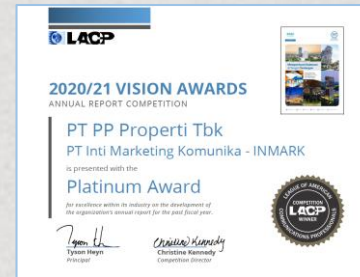 LACP
2020/21 VISION AWARDS
ANNUAL REPORT COMPETITION
PT PP Properti Tbk
PT Inti Marketing Komunika - INMARK
is presented with the
Platinum Award
for excellence within its industry on the development of
the organization's annual report for the past fiscal year.
Tyson Heyn
Principal
Christine Kennedy
Christine Kennedy
Competition Director
LEAGUE OF AMERICAN
COMPETITION
LACP
WINNER
COMMUNICATIONS PROFESSIONALS